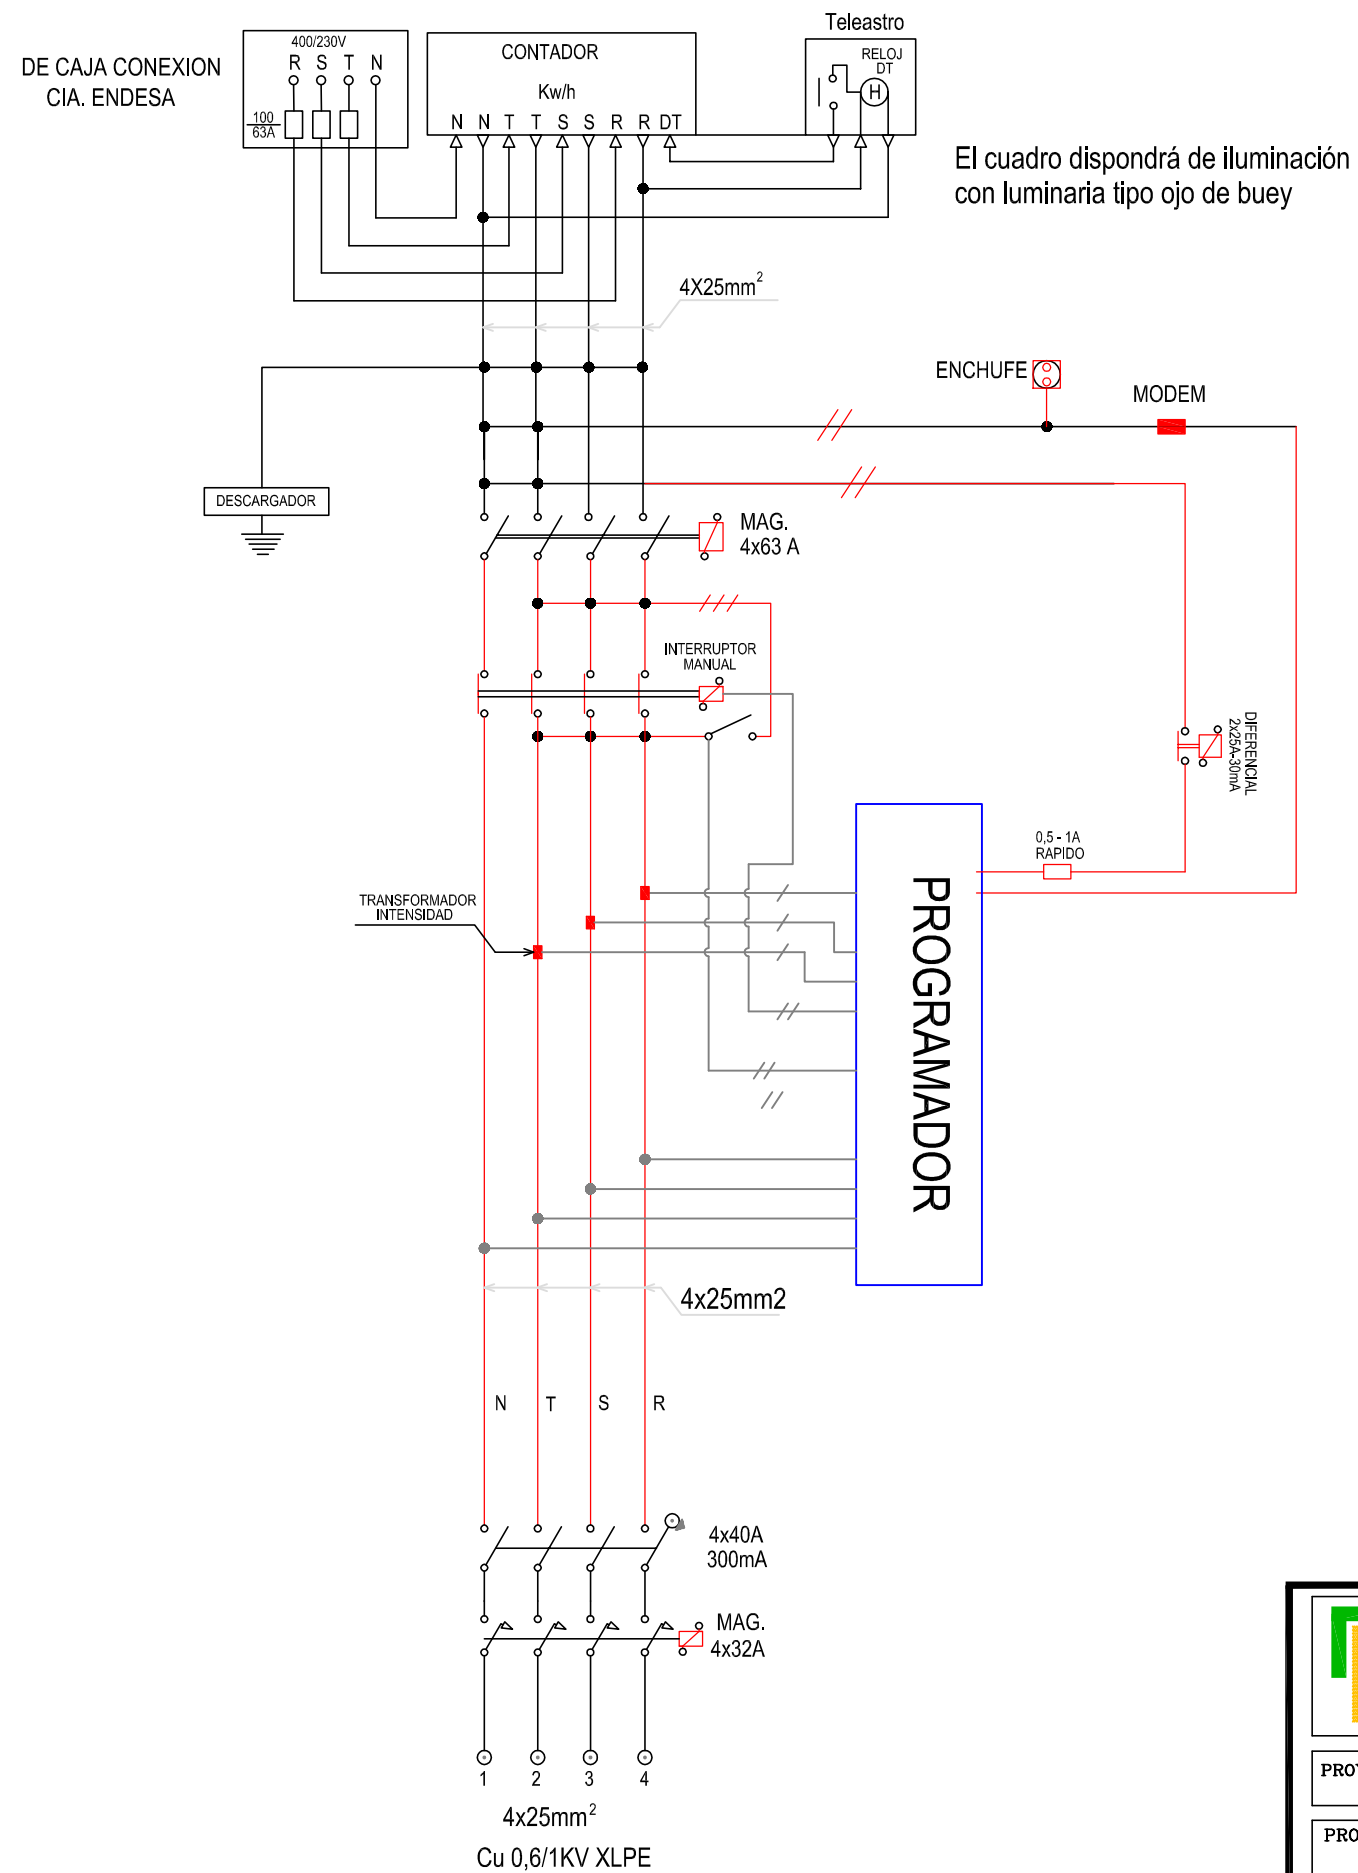 Teleastro
DE CAJA CONEXION
CIA. ENDESA
400/230V
R S T N
100
63A
CONTADOR
Kw/h
N N T T S S R R DT
RELOJ
DT
H
El cuadro dispondrá de iluminación
con luminaria tipo ojo de buey
4X25mm²
ENCHUFE
MODEM
DESCARGADOR
MAG.
4x63 A
INTERRUPTOR
MANUAL
DIFERENCIAL
2x25A-30mA
0,5 - 1A
RAPIDO
PROGRAMADOR
TRANSFORMADOR
INTENSIDAD
4x25mm2
N T S R
4x40A
300mA
MAG.
4x32A
1 2 3 4
4x25mm²
Cu 0,6/1KV XLPE